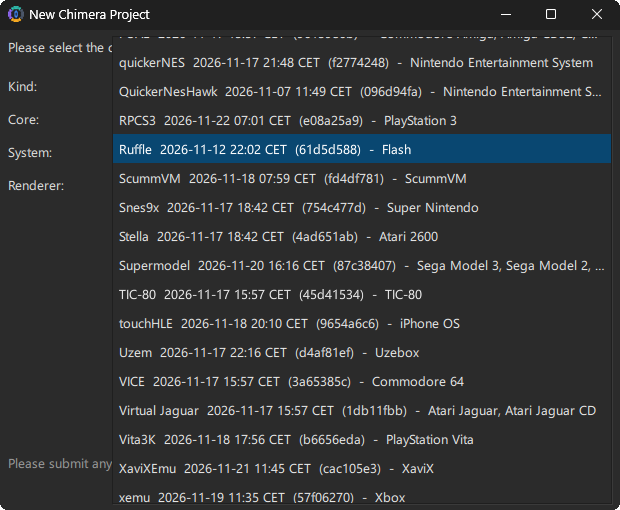 New Chimera Project
Please select the c
quickerNES 2026-11-17 21:48 CET (f2774248) - Nintendo Entertainment System
Kind:
QuickerNesHawk 2026-11-07 11:49 CET (096d94fa) - Nintendo Entertainment S...
Core:
RPCS3 2026-11-22 07:01 CET (e08a25a9) - PlayStation 3
System:
Ruffle 2026-11-12 22:02 CET (61d5d588) - Flash
Renderer:
ScummVM 2026-11-18 07:59 CET (fd4df781) - ScummVM
Snes9x 2026-11-17 18:42 CET (754c477d) - Super Nintendo
Stella 2026-11-17 18:42 CET (4ad651ab) - Atari 2600
Supermodel 2026-11-20 16:16 CET (87c38407) - Sega Model 3, Sega Model 2, ...
TIC-80 2026-11-17 15:57 CET (45d41534) - TIC-80
touchHLE 2026-11-18 20:10 CET (9654a6c6) - iPhone OS
Uzem 2026-11-17 22:16 CET (d4af81ef) - Uzebox
VICE 2026-11-17 15:57 CET (3a65385c) - Commodore 64
Virtual Jaguar 2026-11-17 15:57 CET (1db11fbb) - Atari Jaguar, Atari Jaguar CD
Vita3K 2026-11-18 17:56 CET (b6656eda) - PlayStation Vita
Please submit any
XaviXEmu 2026-11-21 11:45 CET (cac105e3) - XaviX
xemu 2026-11-19 11:35 CET (57f06270) - Xbox